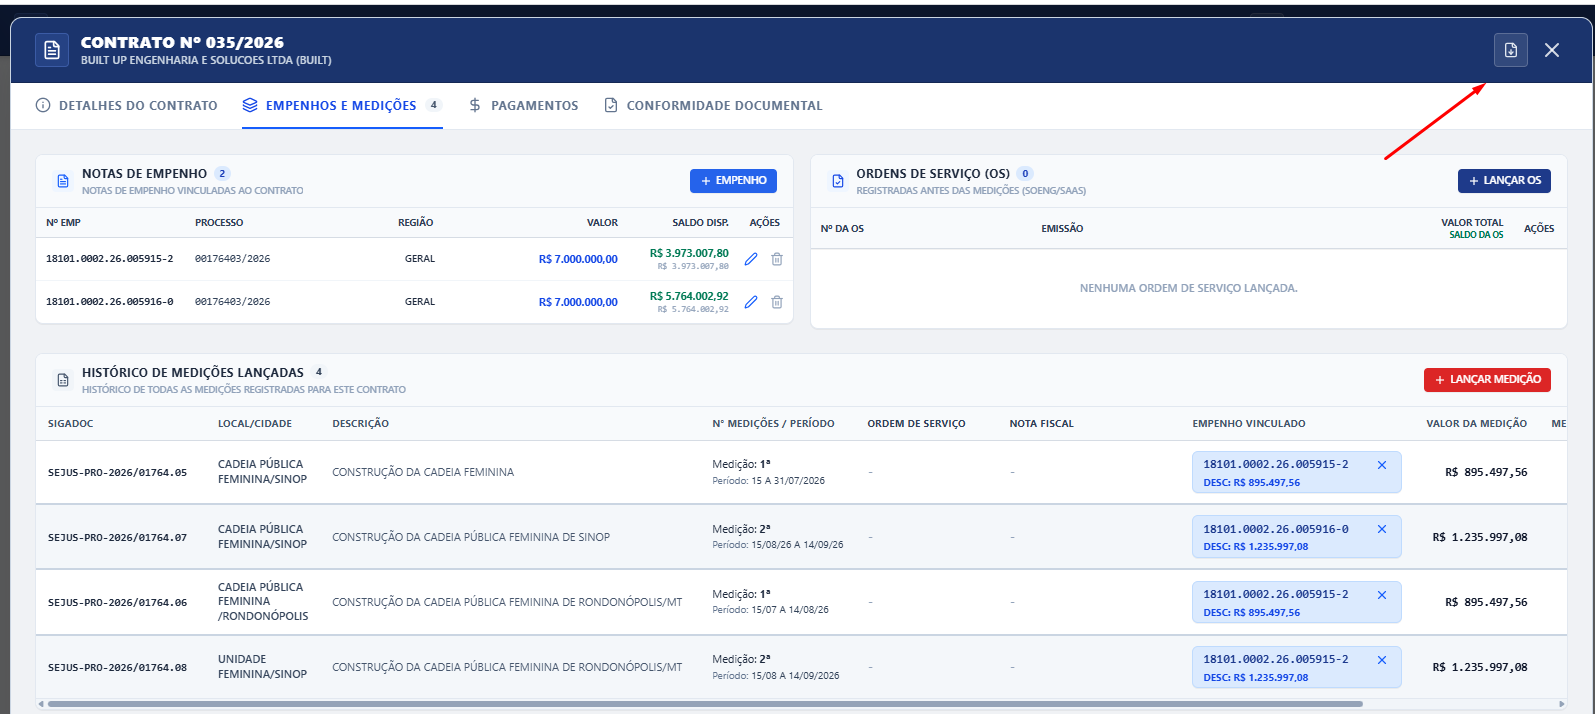 CONTRATO Nº 035/2026
BUILT UP ENGENHARIA E SOLUCOES LTDA (BUILT)
DETALHES DO CONTRATO
EMPENHOS E MEDIÇÕES 4
PAGAMENTOS
CONFORMIDADE DOCUMENTAL
NOTAS DE EMPENHO 2
NOTAS DE EMPENHO VINCULADAS AO CONTRATO
+ EMPENHO
Nº EMP PROCESSO REGIÃO VALOR SALDO DISP. AÇÕES
18101.0002.26.005915-2 00176403/2026 GERAL R$ 7.000.000,00 R$ 3.973.007,80
R$ 3.973.007,80
18101.0002.26.005916-0 00176403/2026 GERAL R$ 7.000.000,00 R$ 5.764.002,92
R$ 5.764.002,92
ORDENS DE SERVIÇO (OS) 0
REGISTRADAS ANTES DAS MEDIÇÕES (SOENG/SAAS)
+ LANÇAR OS
Nº DA OS EMISSÃO VALOR TOTAL AÇÕES
SALDO DA OS
NENHUMA ORDEM DE SERVIÇO LANÇADA.
HISTÓRICO DE MEDIÇÕES LANÇADAS 4
HISTÓRICO DE TODAS AS MEDIÇÕES REGISTRADAS PARA ESTE CONTRATO
+ LANÇAR MEDIÇÃO
SIGADOC LOCAL/CIDADE DESCRIÇÃO N° MEDIÇÕES / PERÍODO ORDEM DE SERVIÇO NOTA FISCAL EMPENHO VINCULADO VALOR DA MEDIÇÃO ME
SEJUS-PRO-2026/01764.05
CADEIA PÚBLICA
FEMININA/SINOP
CONSTRUÇÃO DA CADEIA FEMININA
Medição: 1ª
Período: 15 A 31/07/2026
- -
18101.0002.26.005915-2
DESC: R$ 895.497,56
R$ 895.497,56
SEJUS-PRO-2026/01764.07
CADEIA PÚBLICA
FEMININA/SINOP
CONSTRUÇÃO DA CADEIA PÚBLICA FEMININA DE SINOP
Medição: 2ª
Período: 15/08/26 A 14/09/26
- -
18101.0002.26.005916-0
DESC: R$ 1.235.997,08
R$ 1.235.997,08
SEJUS-PRO-2026/01764.06
CADEIA PÚBLICA
FEMININA
/RONDONÓPOLIS
CONSTRUÇÃO DA CADEIA PÚBLICA FEMININA DE RONDONÓPOLIS/MT
Medição: 1ª
Período: 15/07 A 14/08/26
- -
18101.0002.26.005915-2
DESC: R$ 895.497,56
R$ 895.497,56
SEJUS-PRO-2026/01764.08
UNIDADE
FEMININA/SINOP
CONSTRUÇÃO DA CADEIA PÚBLICA FEMININA DE RONDONÓPOLIS/MT
Medição: 2ª
Período: 15/08 A 14/09/2026
- -
18101.0002.26.005915-2
DESC: R$ 1.235.997,08
R$ 1.235.997,08